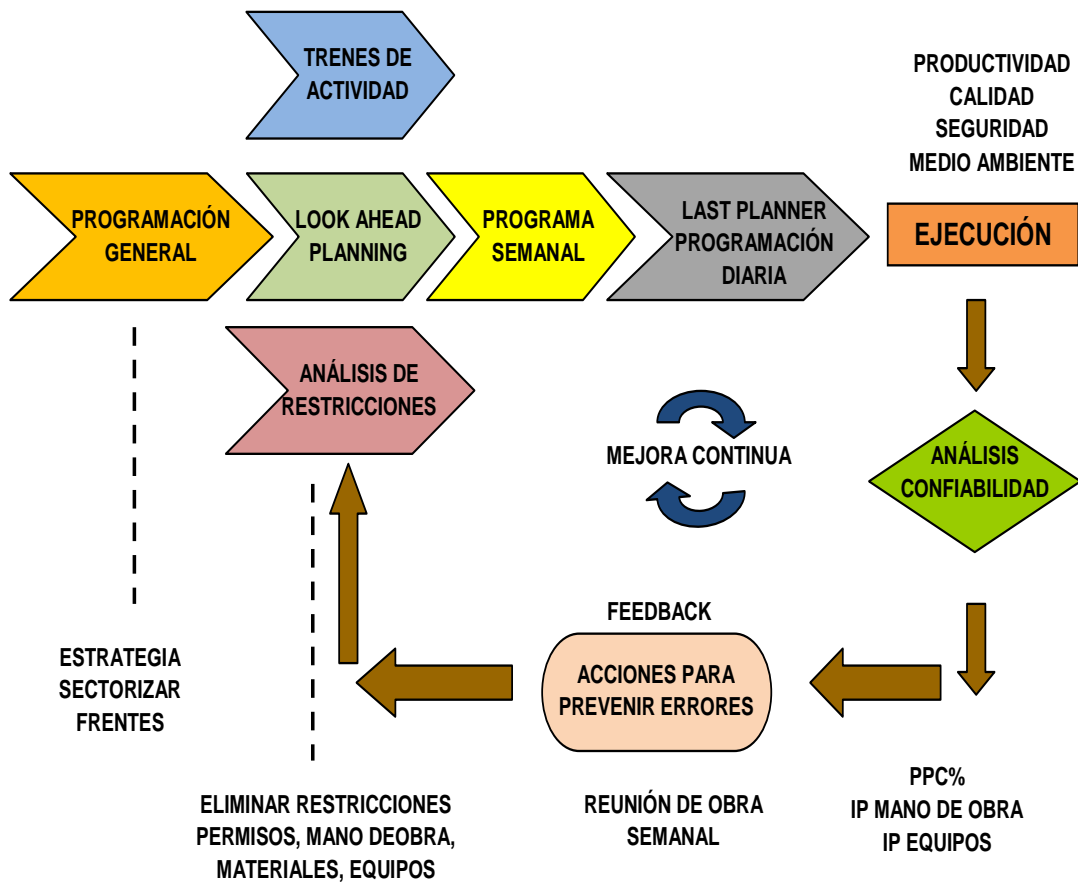 TRENES DE
ACTIVIDAD
PRODUCTIVIDAD
CALIDAD
SEGURIDAD
MEDIO AMBIENTE
PROGRAMACIÓN
GENERAL
LOOK AHEAD
PLANNING
PROGRAMA
SEMANAL
LAST PLANNER
PROGRAMACIÓN
DIARIA
EJECUCIÓN
ANÁLISIS DE
RESTRICCIONES
MEJORA CONTINUA
ANÁLISIS
CONFIABILIDAD
FEEDBACK
ACCIONES PARA
PREVENIR ERRORES
ESTRATEGIA
SECTORIZAR
FRENTES
ELIMINAR RESTRICCIONES
PERMISOS, MANO DEOBRA,
MATERIALES, EQUIPOS
REUNIÓN DE OBRA
SEMANAL
PPC%
IP MANO DE OBRA
IP EQUIPOS